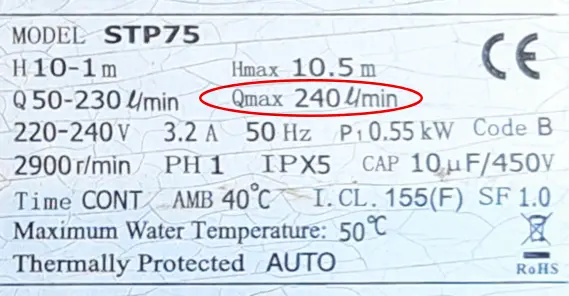 MODEL STP75
H 10-1 m Hmax 10.5 m
Q 50-230 ℓ/min Qmax 240 ℓ/min
220-240 V 3.2 A 50 Hz P1 0.55 kW Code B
2900 r/min PH 1 IPX5 CAP 10 µF/450V
Time CONT AMB 40℃ I.CL. 155(F) SF 1.0
Maximum Water Temperature: 50℃
Thermally Protected AUTO
CE
RoHS